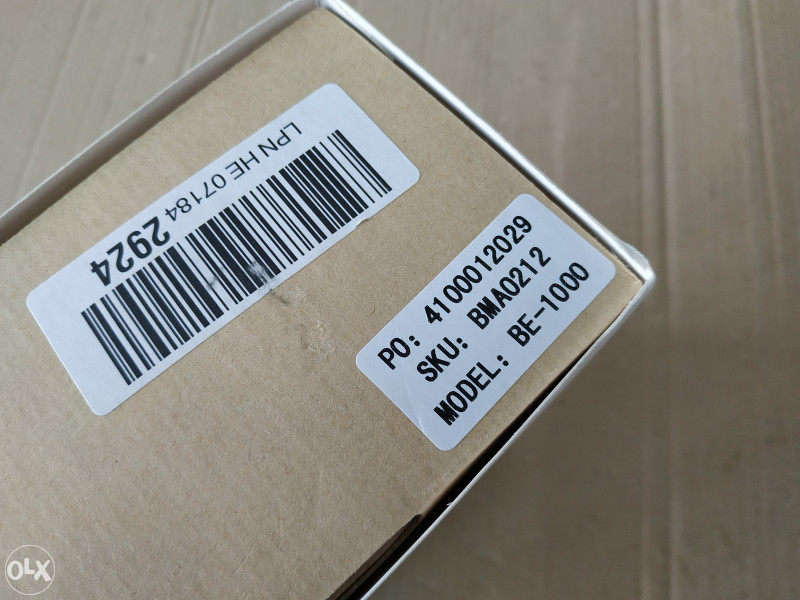 LPN HE 07184 2924
PO: 4100012029
SKU: BMA0212
MODEL: BE-1000
OLX